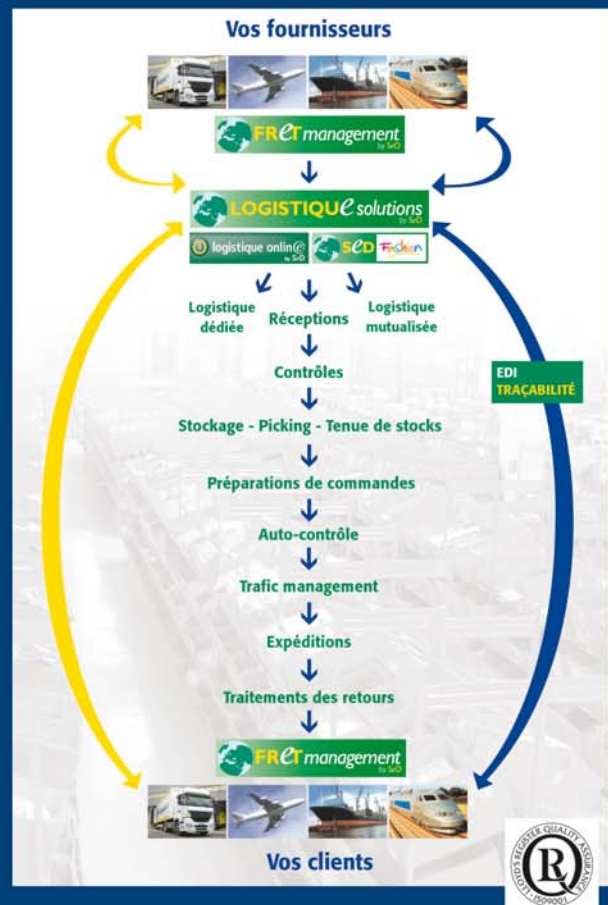 Vos fournisseurs
FRET management
by SeD
LOGISTIQUE solutions
by SeD
logistique online
by SeD
SeD Fashion
Logistique
dédiée
Réceptions
Logistique
mutualisée
Contrôles
EDI
TRAÇABILITÉ
Stockage - Picking - Tenue de stocks
Préparations de commandes
Auto-contrôle
Trafic management
Expéditions
Traitements des retours
FRET management
by SeD
Vos clients
LLOYD'S REGISTER QUALITY ASSURANCE
LRQ
ISO9001